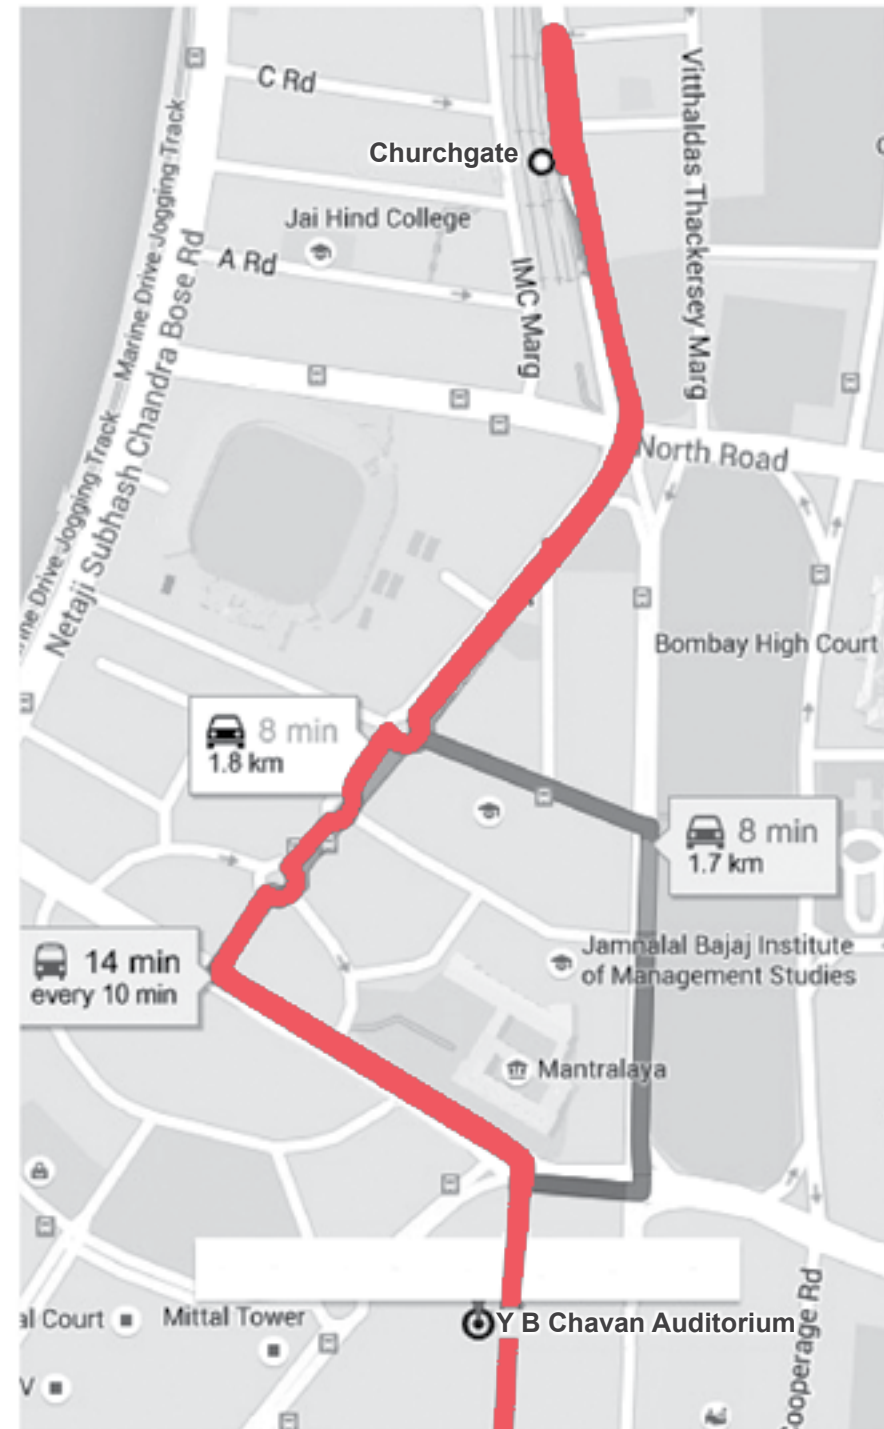 C Rd
Churchgate
Vitthaldas Thackersey Marg
Jai Hind College
A Rd
IMC Marg
Marine Drive Jogging Track
Marine Drive Jogging Track
Netaji Subhash Chandra Bose Rd
North Road
Bombay High Court
8 min
1.8 km
8 min
1.7 km
14 min
every 10 min
Jamnalal Bajaj Institute
of Management Studies
Mantralaya
al Court
Mittal Tower
Y B Chavan Auditorium
ooperage Rd
V